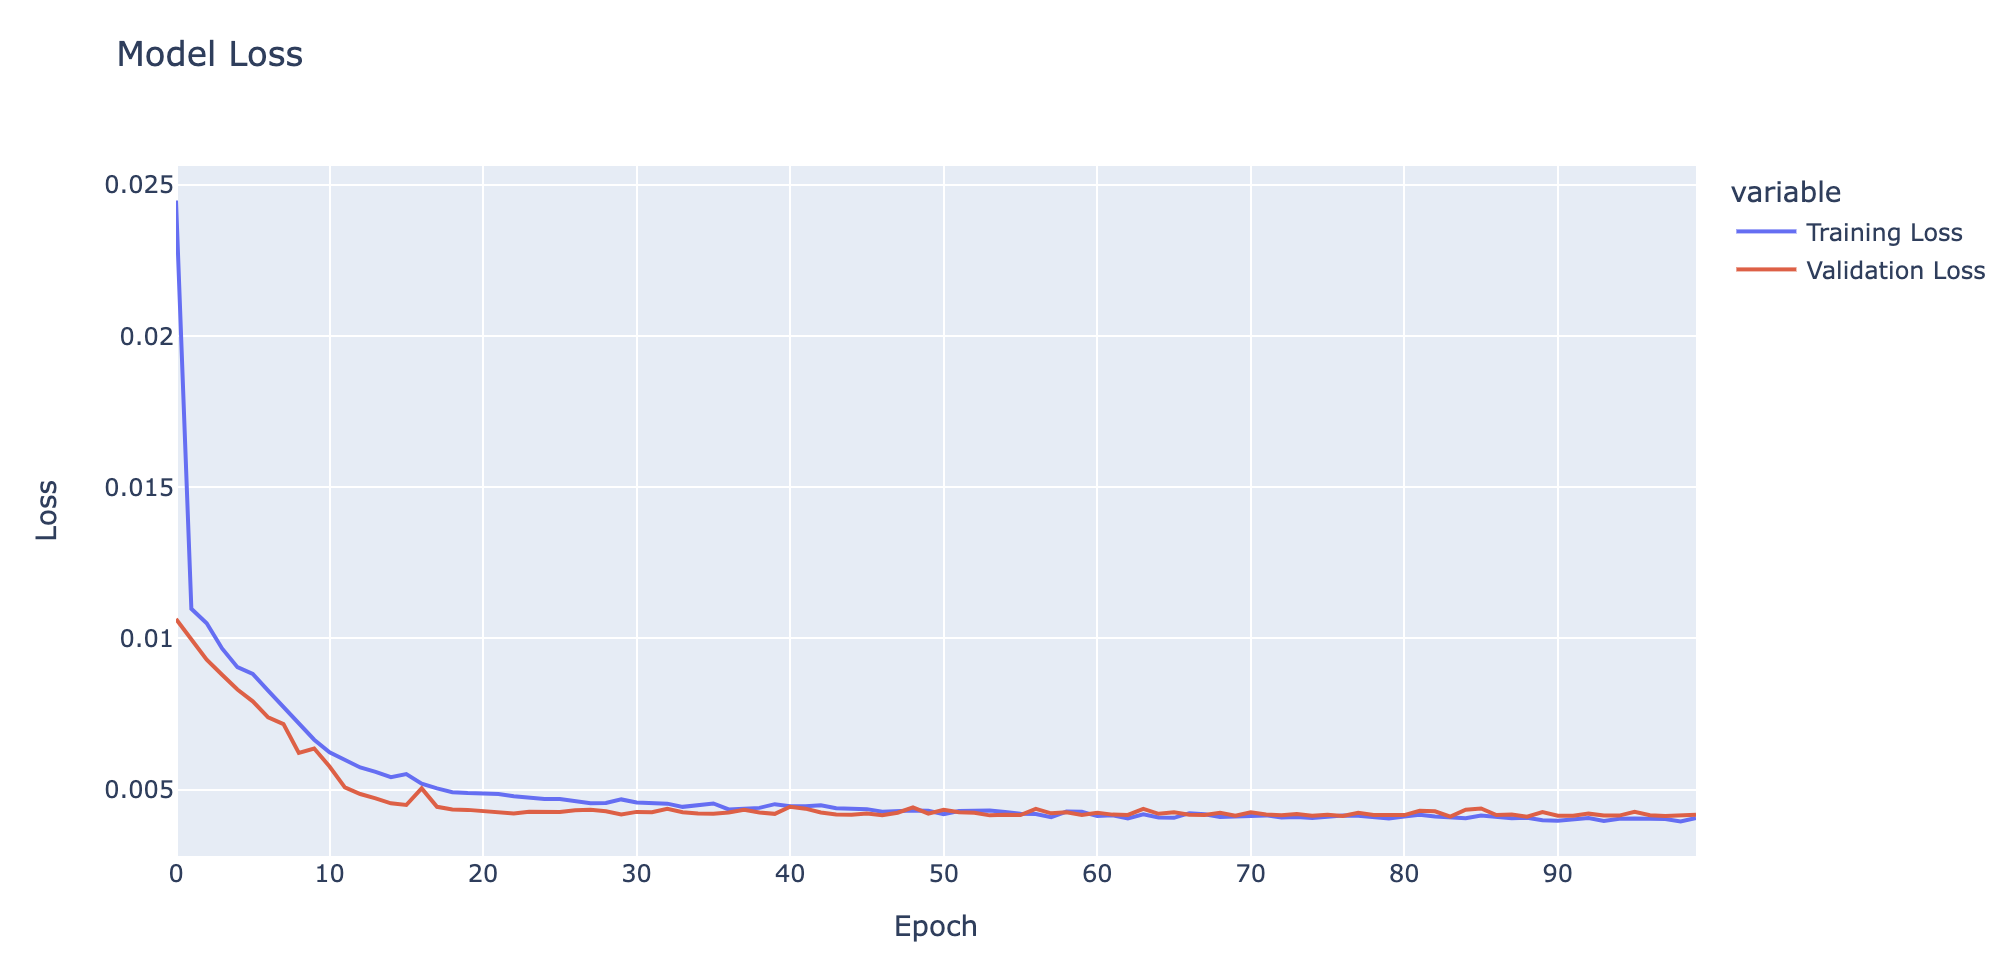 Model Loss
0.025
0.02
0.015
0.01
0.005
Loss
0 10 20 30 40 50 60 70 80 90
Epoch
variable
Training Loss
Validation Loss